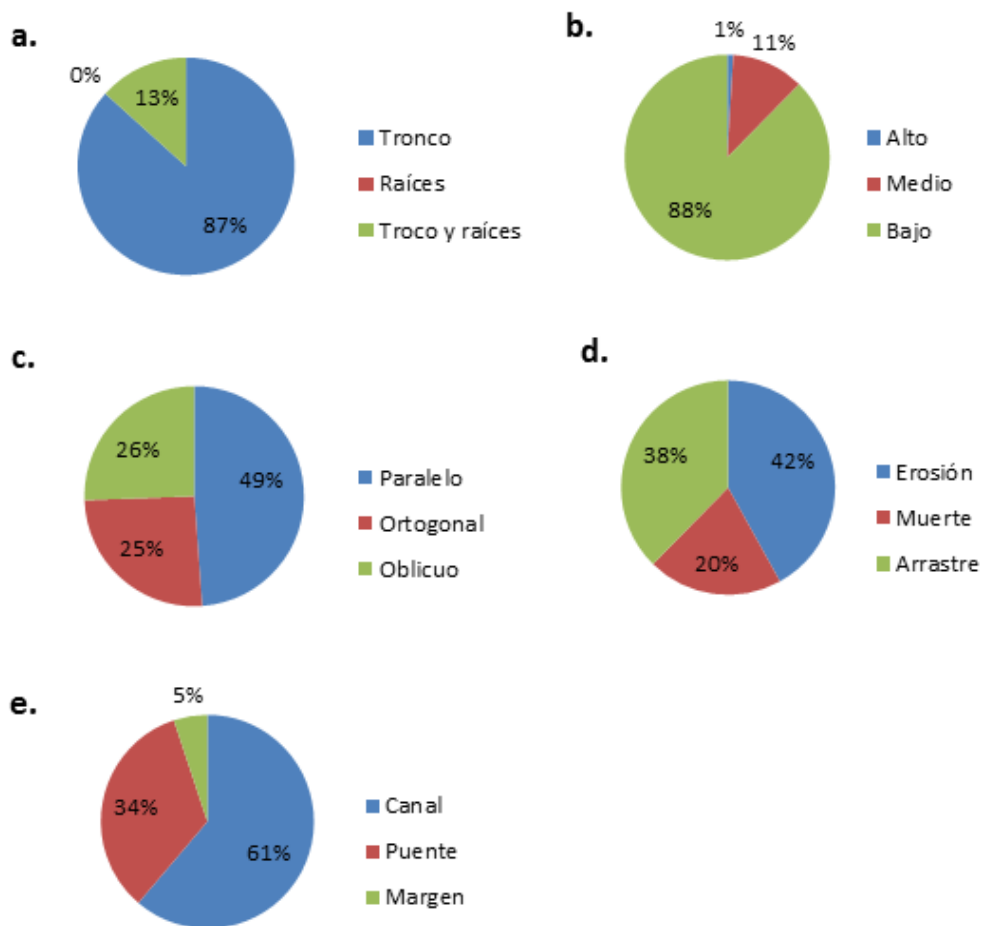 a.
0%
13%
87%
Tronco
Raíces
Troco y raíces
b.
1%
11%
88%
Alto
Medio
Bajo
c.
26%
49%
25%
Paralelo
Ortogonal
Oblicuo
d.
38%
42%
20%
Erosión
Muerte
Arrastre
e.
5%
34%
61%
Canal
Puente
Margen